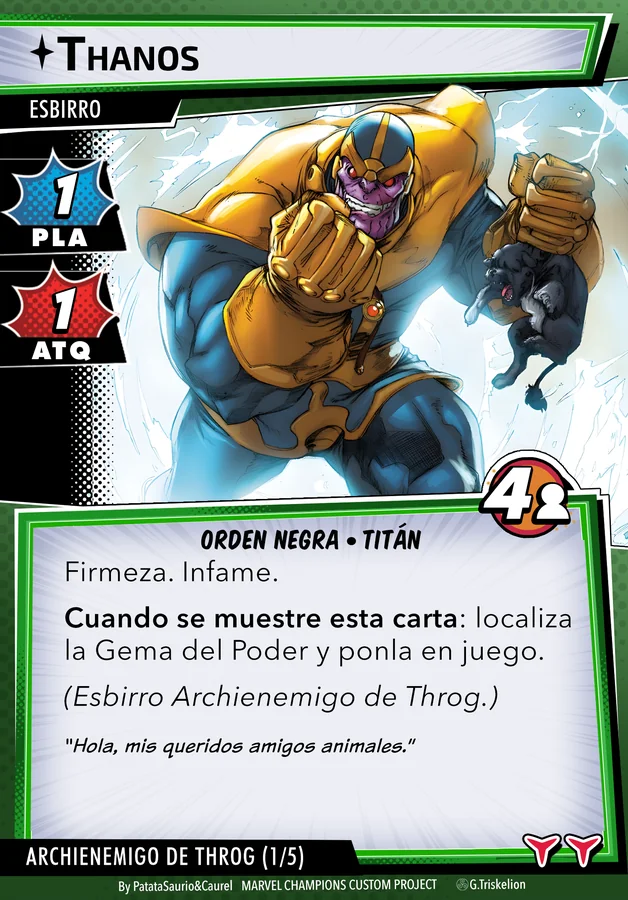 THANOS
ESBIRRO
1
PLA
1
ATQ
4
ORDEN NEGRA • TITÁN
Firmeza. Infame.
Cuando se muestre esta carta: localiza
la Gema del Poder y ponla en juego.
(Esbirro Archienemigo de Throg.)
"Hola, mis queridos amigos animales."
ARCHIENEMIGO DE THROG (1/5)
By PatataSaurio&Caurel MARVEL CHAMPIONS CUSTOM PROJECT G.Triskelion